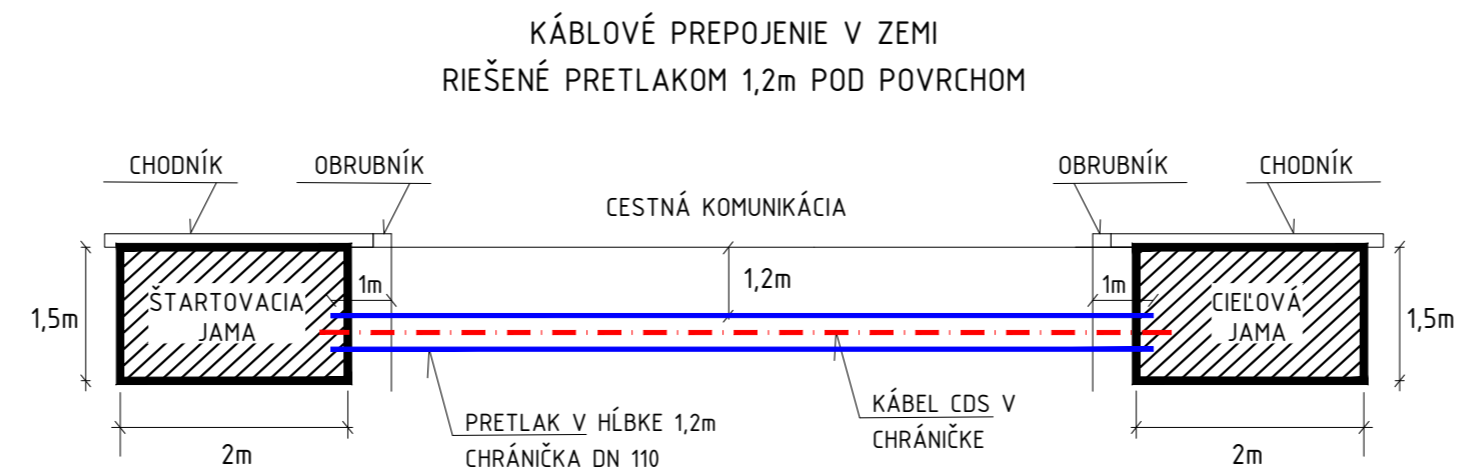 KÁBLOVÉ PREPOJENIE V ZEMI
RIEŠENÉ PRETLAKOM 1,2m POD POVRCHOM
CHODNÍK
OBRUBNÍK
OBRUBNÍK
CHODNÍK
CESTNÁ KOMUNIKÁCIA
1m
1,2m
1m
1,5m
ŠTARTOVACIA
JAMA
CIEĽOVÁ
JAMA
1,5m
PRETLAK V HĹBKE 1,2m
CHRÁNIČKA DN 110
KÁBEL CDS V
CHRÁNIČKE
2m
2m